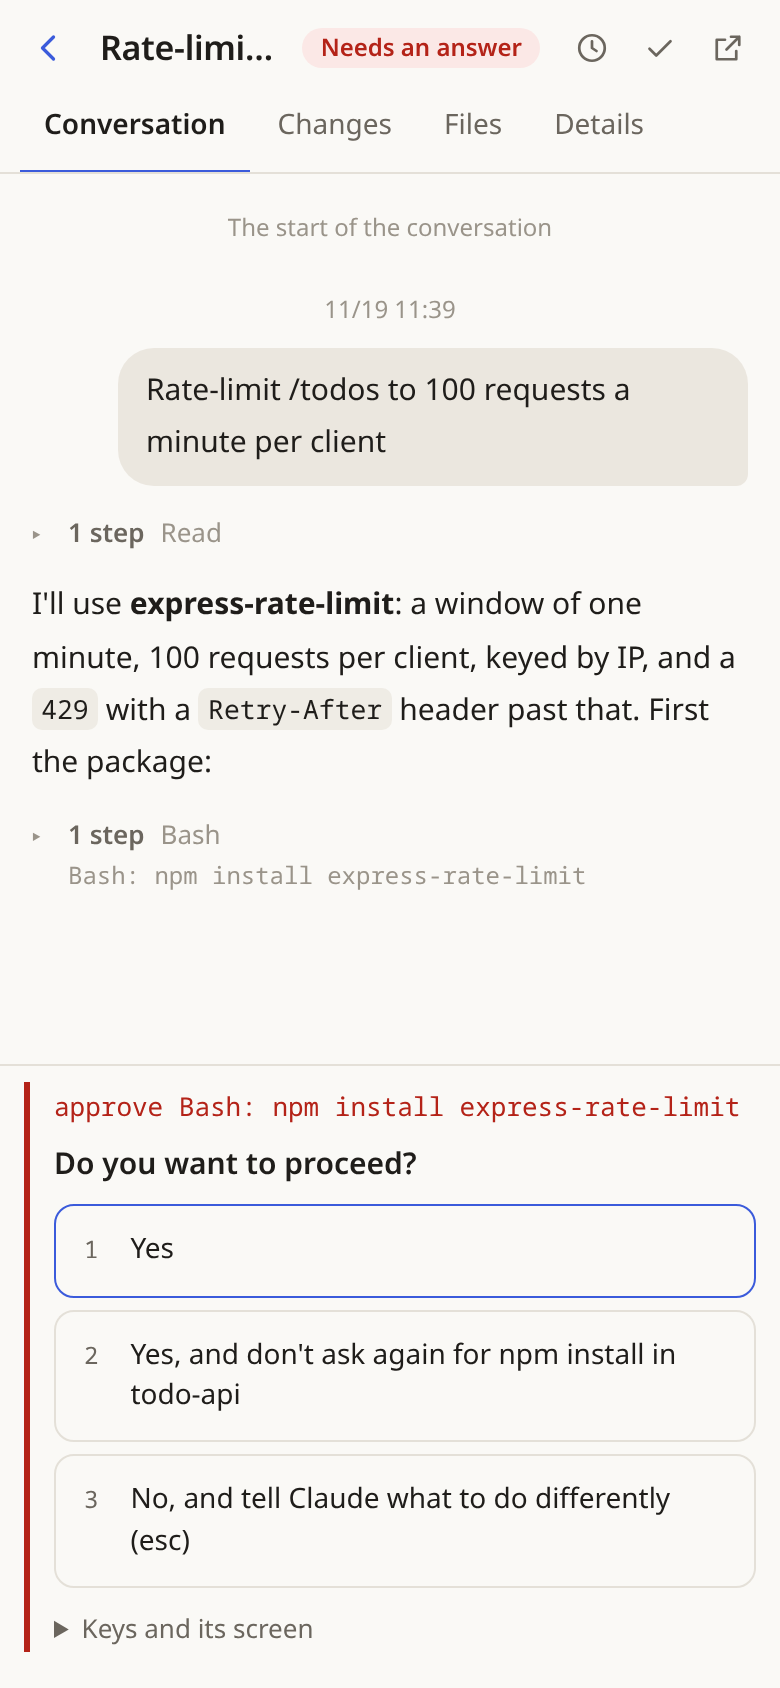 Rate-limi...
Needs an answer
Conversation
Changes
Files
Details
The start of the conversation
11/19 11:39
Rate-limit /todos to 100 requests a
minute per client
1 step Read
I'll use express-rate-limit: a window of one
minute, 100 requests per client, keyed by IP, and a
429 with a Retry-After header past that. First
the package:
1 step Bash
Bash: npm install express-rate-limit
approve Bash: npm install express-rate-limit
Do you want to proceed?
1 Yes
2 Yes, and don't ask again for npm install in
todo-api
3 No, and tell Claude what to do differently
(esc)
Keys and its screen